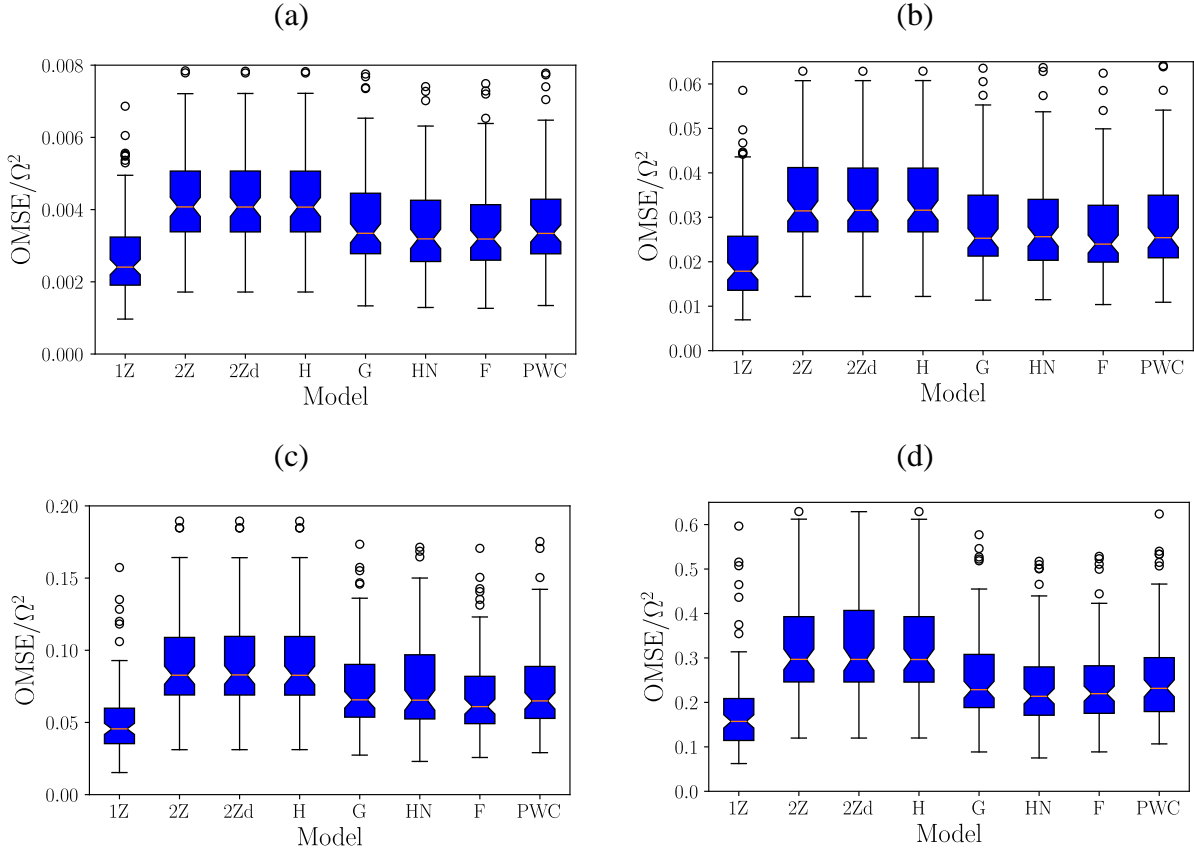 (a)
OMSE/Ω²
0.008
0.006
0.004
0.002
0.000
1Z 2Z 2Zd H G HN F PWC
Model
(b)
OMSE/Ω²
0.06
0.05
0.04
0.03
0.02
0.01
0.00
1Z 2Z 2Zd H G HN F PWC
Model
(c)
OMSE/Ω²
0.20
0.15
0.10
0.05
0.00
1Z 2Z 2Zd H G HN F PWC
Model
(d)
OMSE/Ω²
0.6
0.5
0.4
0.3
0.2
0.1
0.0
1Z 2Z 2Zd H G HN F PWC
Model